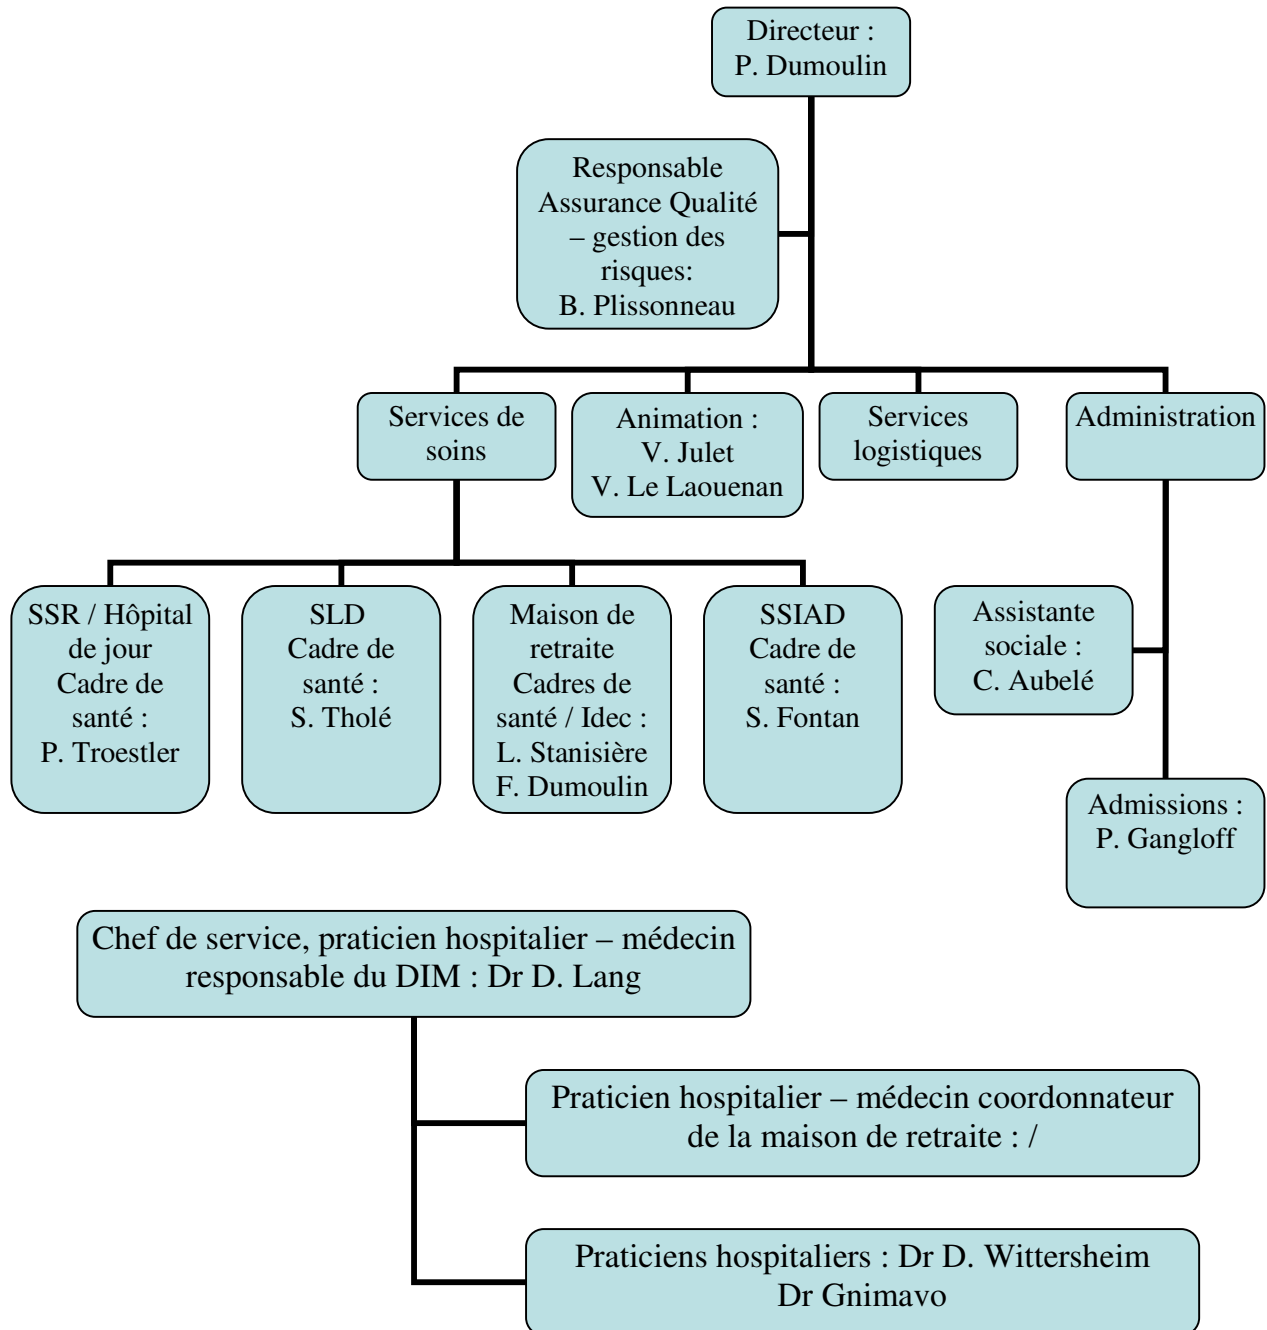 Directeur :
P. Dumoulin
Responsable
Assurance Qualité
– gestion des
risques:
B. Plissonneau
Services de
soins
Animation :
V. Julet
V. Le Laouenan
Services
logistiques
Administration
SSR / Hôpital
de jour
Cadre de
santé :
P. Troestler
SLD
Cadre de
santé :
S. Tholé
Maison de
retraite
Cadres de
santé / Idec :
L. Stanisière
F. Dumoulin
SSIAD
Cadre de
santé :
S. Fontan
Assistante
sociale :
C. Aubelé
Admissions :
P. Gangloff
Chef de service, praticien hospitalier – médecin
responsable du DIM : Dr D. Lang
Praticien hospitalier – médecin coordonnateur
de la maison de retraite : /
Praticiens hospitaliers : Dr D. Wittersheim
Dr Gnimavo